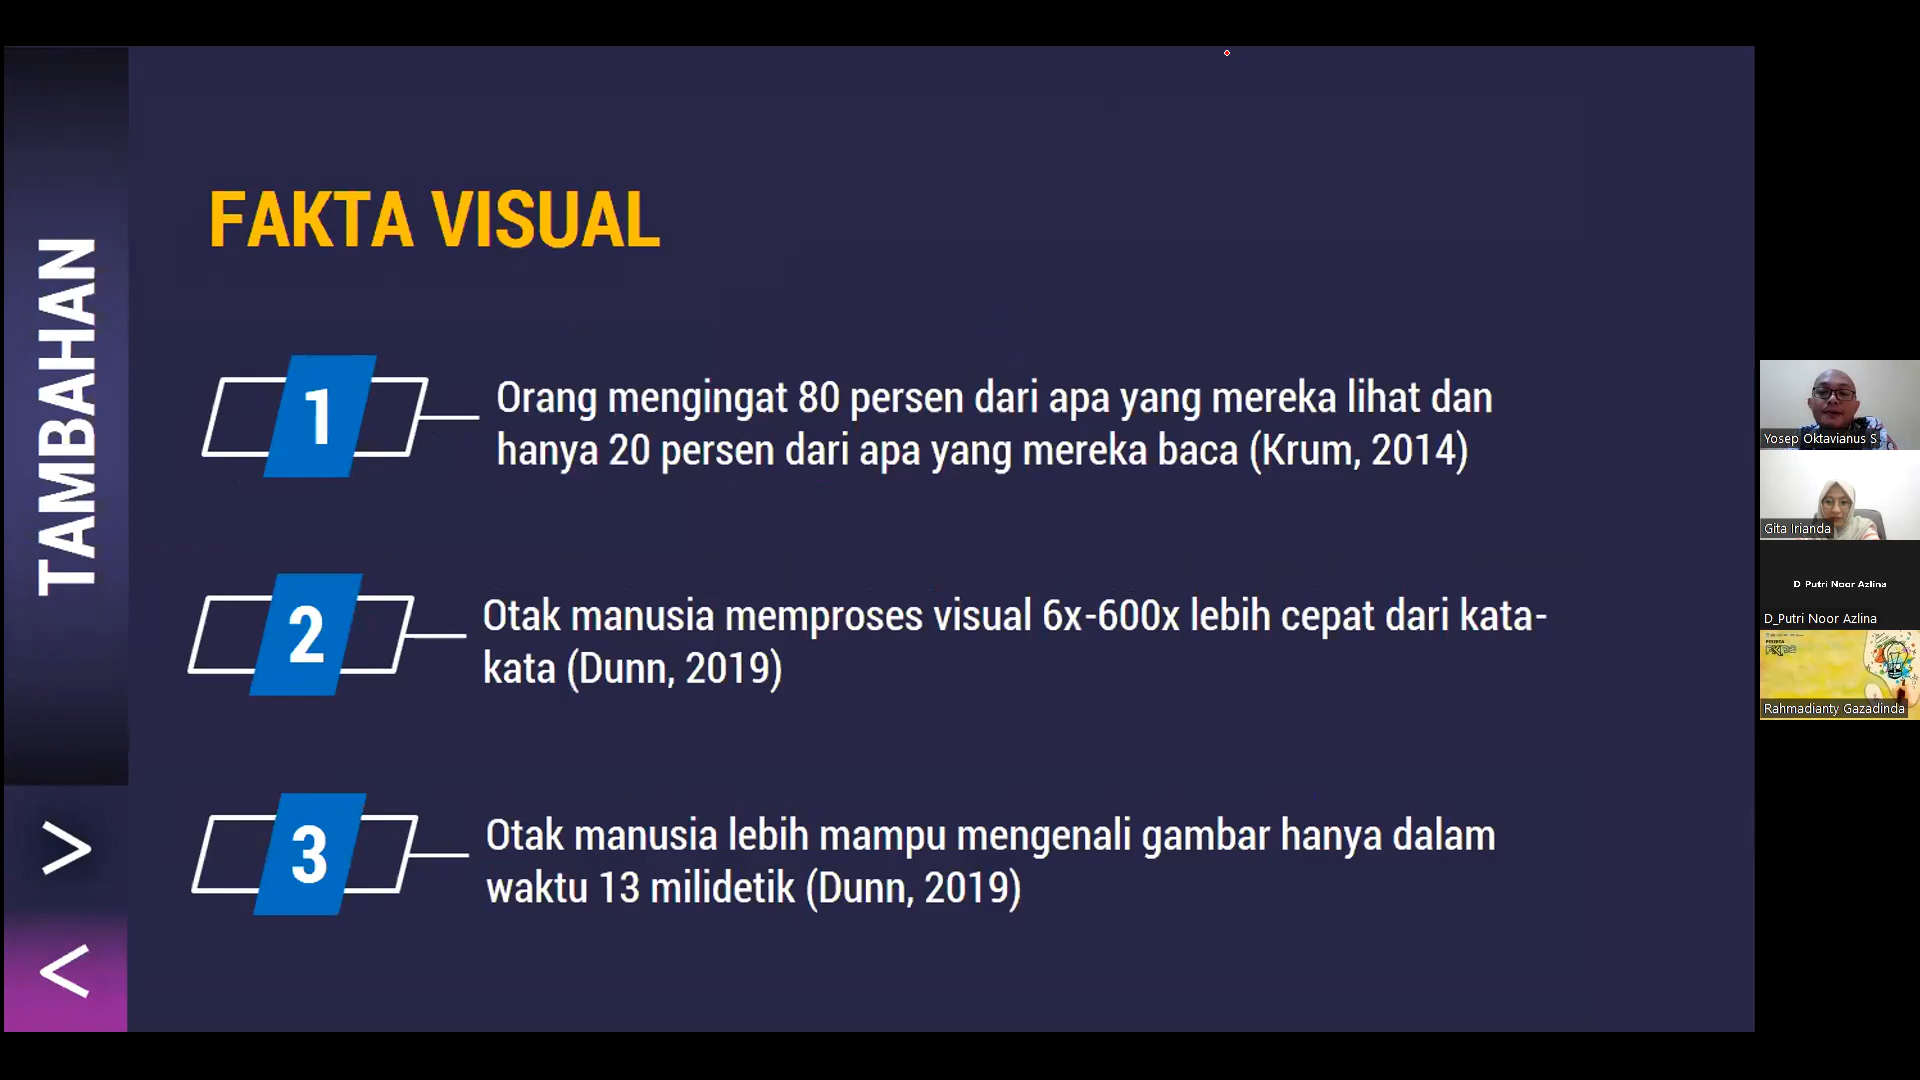 TAMBAHAN
>
<
FAKTA VISUAL
1
Orang mengingat 80 persen dari apa yang mereka lihat dan
hanya 20 persen dari apa yang mereka baca (Krum, 2014)
2
Otak manusia memproses visual 6x-600x lebih cepat dari kata-
kata (Dunn, 2019)
3
Otak manusia lebih mampu mengenali gambar hanya dalam
waktu 13 milidetik (Dunn, 2019)
Yosep Oktavianus S
Gita Irianda
D Putri Noor Azlina
D_Putri Noor Azlina
PESERTA
Rahmadianty Gazadinda